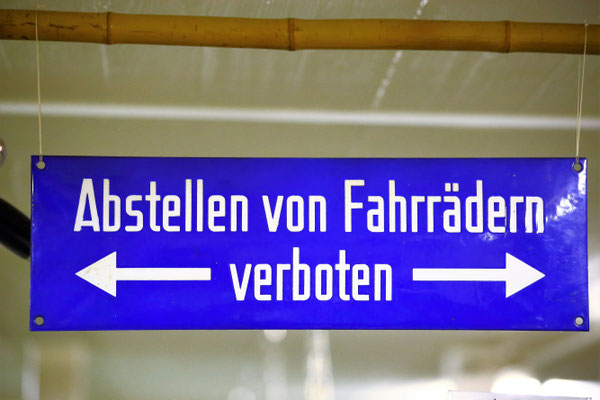 Abstellen von Fahrrädern
verboten